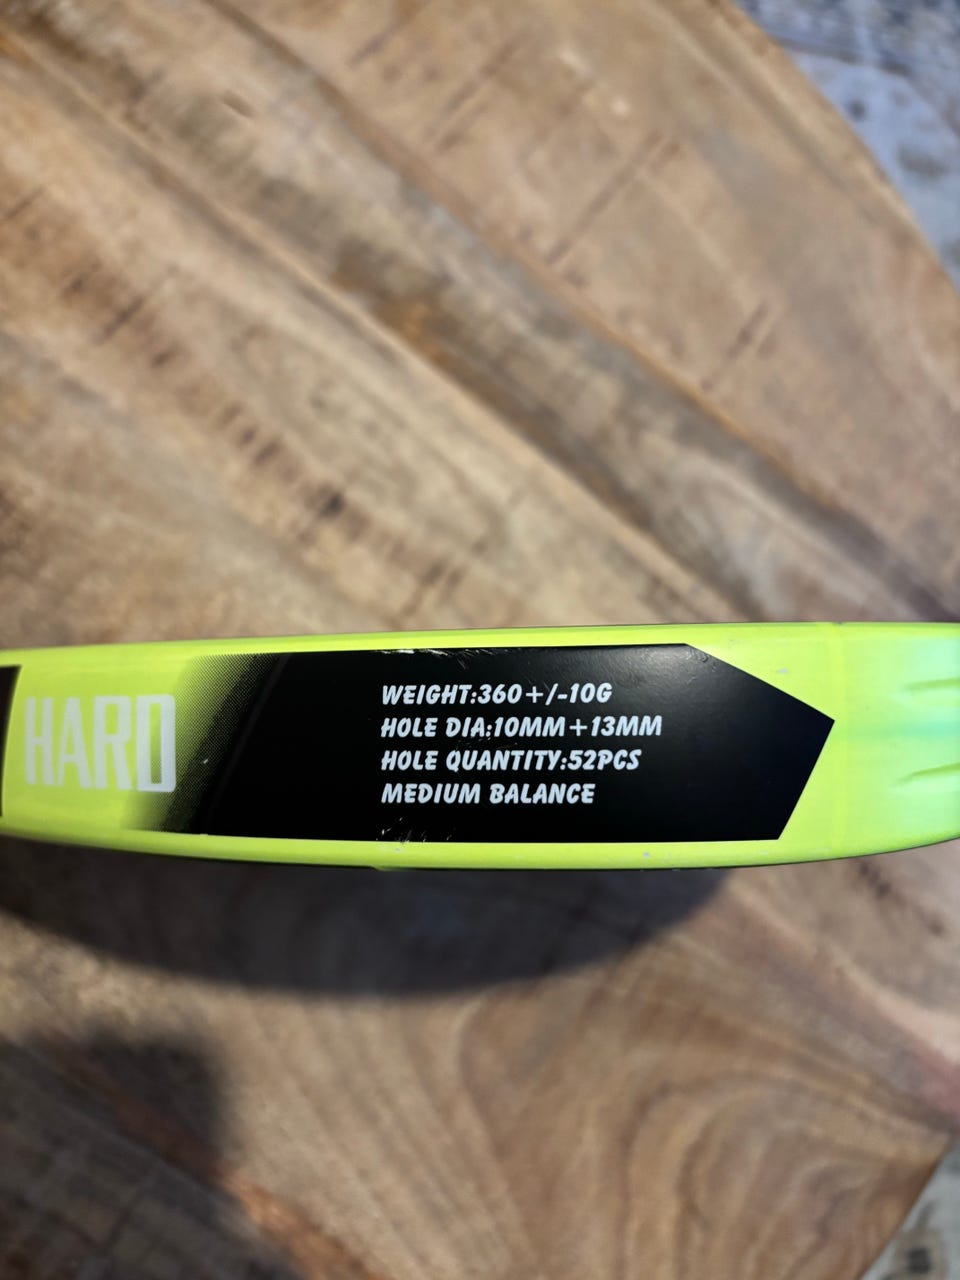 HARD
WEIGHT:360+/-10G
HOLE DIA:10MM+13MM
HOLE QUANTITY:52PCS
MEDIUM BALANCE